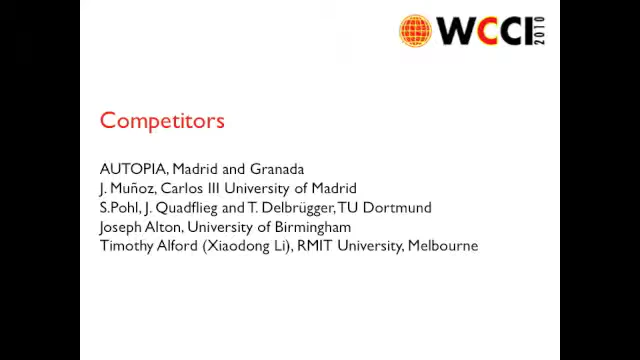 WCCI 2010
Competitors
AUTOPIA, Madrid and Granada
J. Muñoz, Carlos III University of Madrid
S.Pohl, J. Quadflieg and T. Delbrügger, TU Dortmund
Joseph Alton, University of Birmingham
Timothy Alford (Xiaodong Li), RMIT University, Melbourne